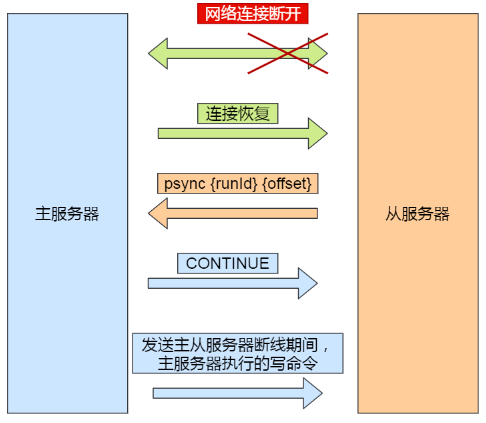 网络连接断开
连接恢复
psync {runId} {offset}
主服务器
从服务器
CONTINUE
发送主从服务器断线期间，
主服务器执行的写命令